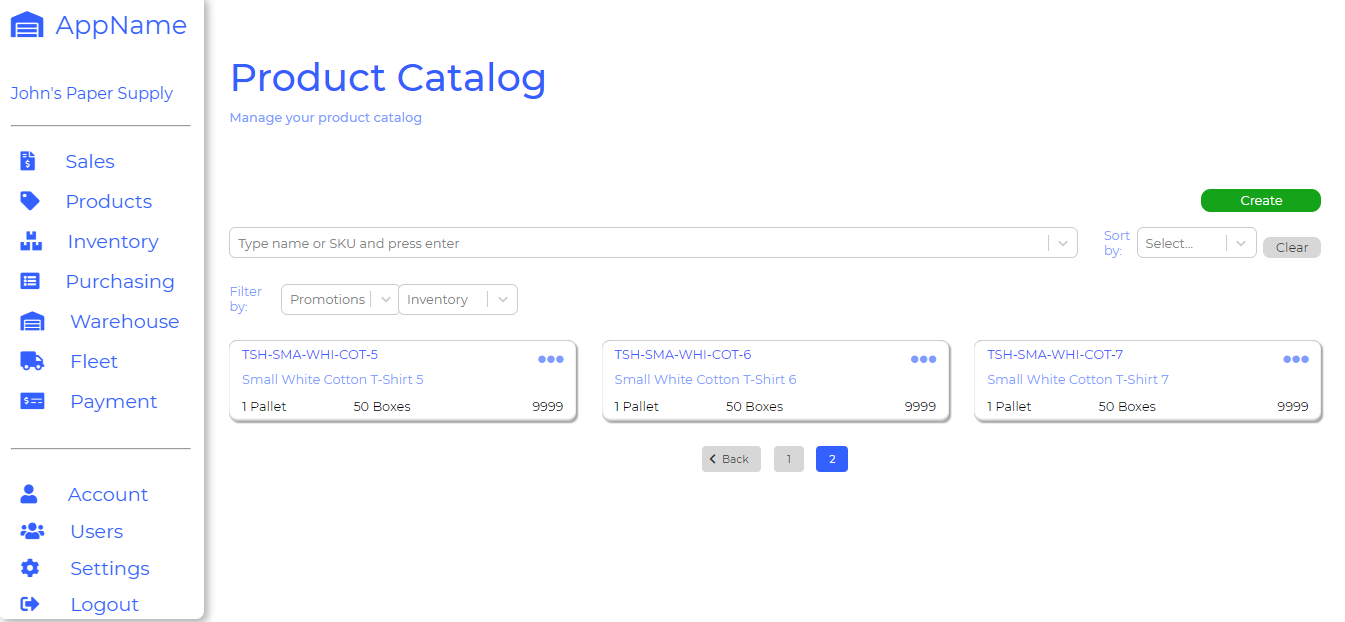 AppName
John's Paper Supply
Sales
Products
Inventory
Purchasing
Warehouse
Fleet
Payment
Account
Users
Settings
Logout
Product Catalog
Manage your product catalog
Create
Type name or SKU and press enter
Sort
by:
Select...
Clear
Filter
by:
Promotions
Inventory
TSH-SMA-WHI-COT-5
Small White Cotton T-Shirt 5
1 Pallet 50 Boxes 9999
TSH-SMA-WHI-COT-6
Small White Cotton T-Shirt 6
1 Pallet 50 Boxes 9999
TSH-SMA-WHI-COT-7
Small White Cotton T-Shirt 7
1 Pallet 50 Boxes 9999
Back 1 2